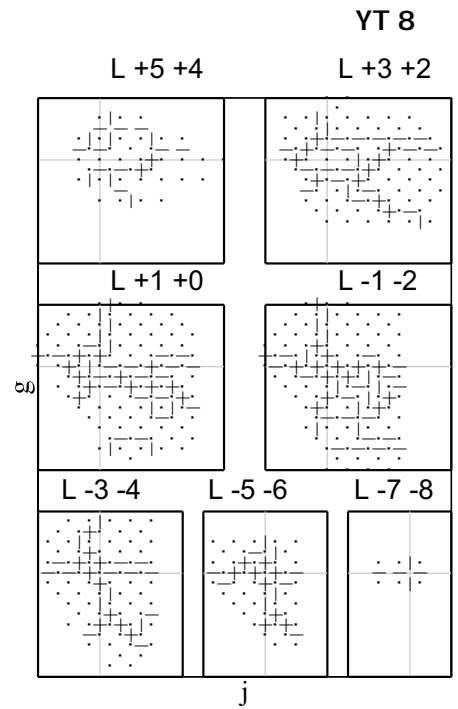 YT 8
L +5 +4
L +3 +2
L +1 +0
L -1 -2
g
L -3 -4
L -5 -6
L -7 -8
j